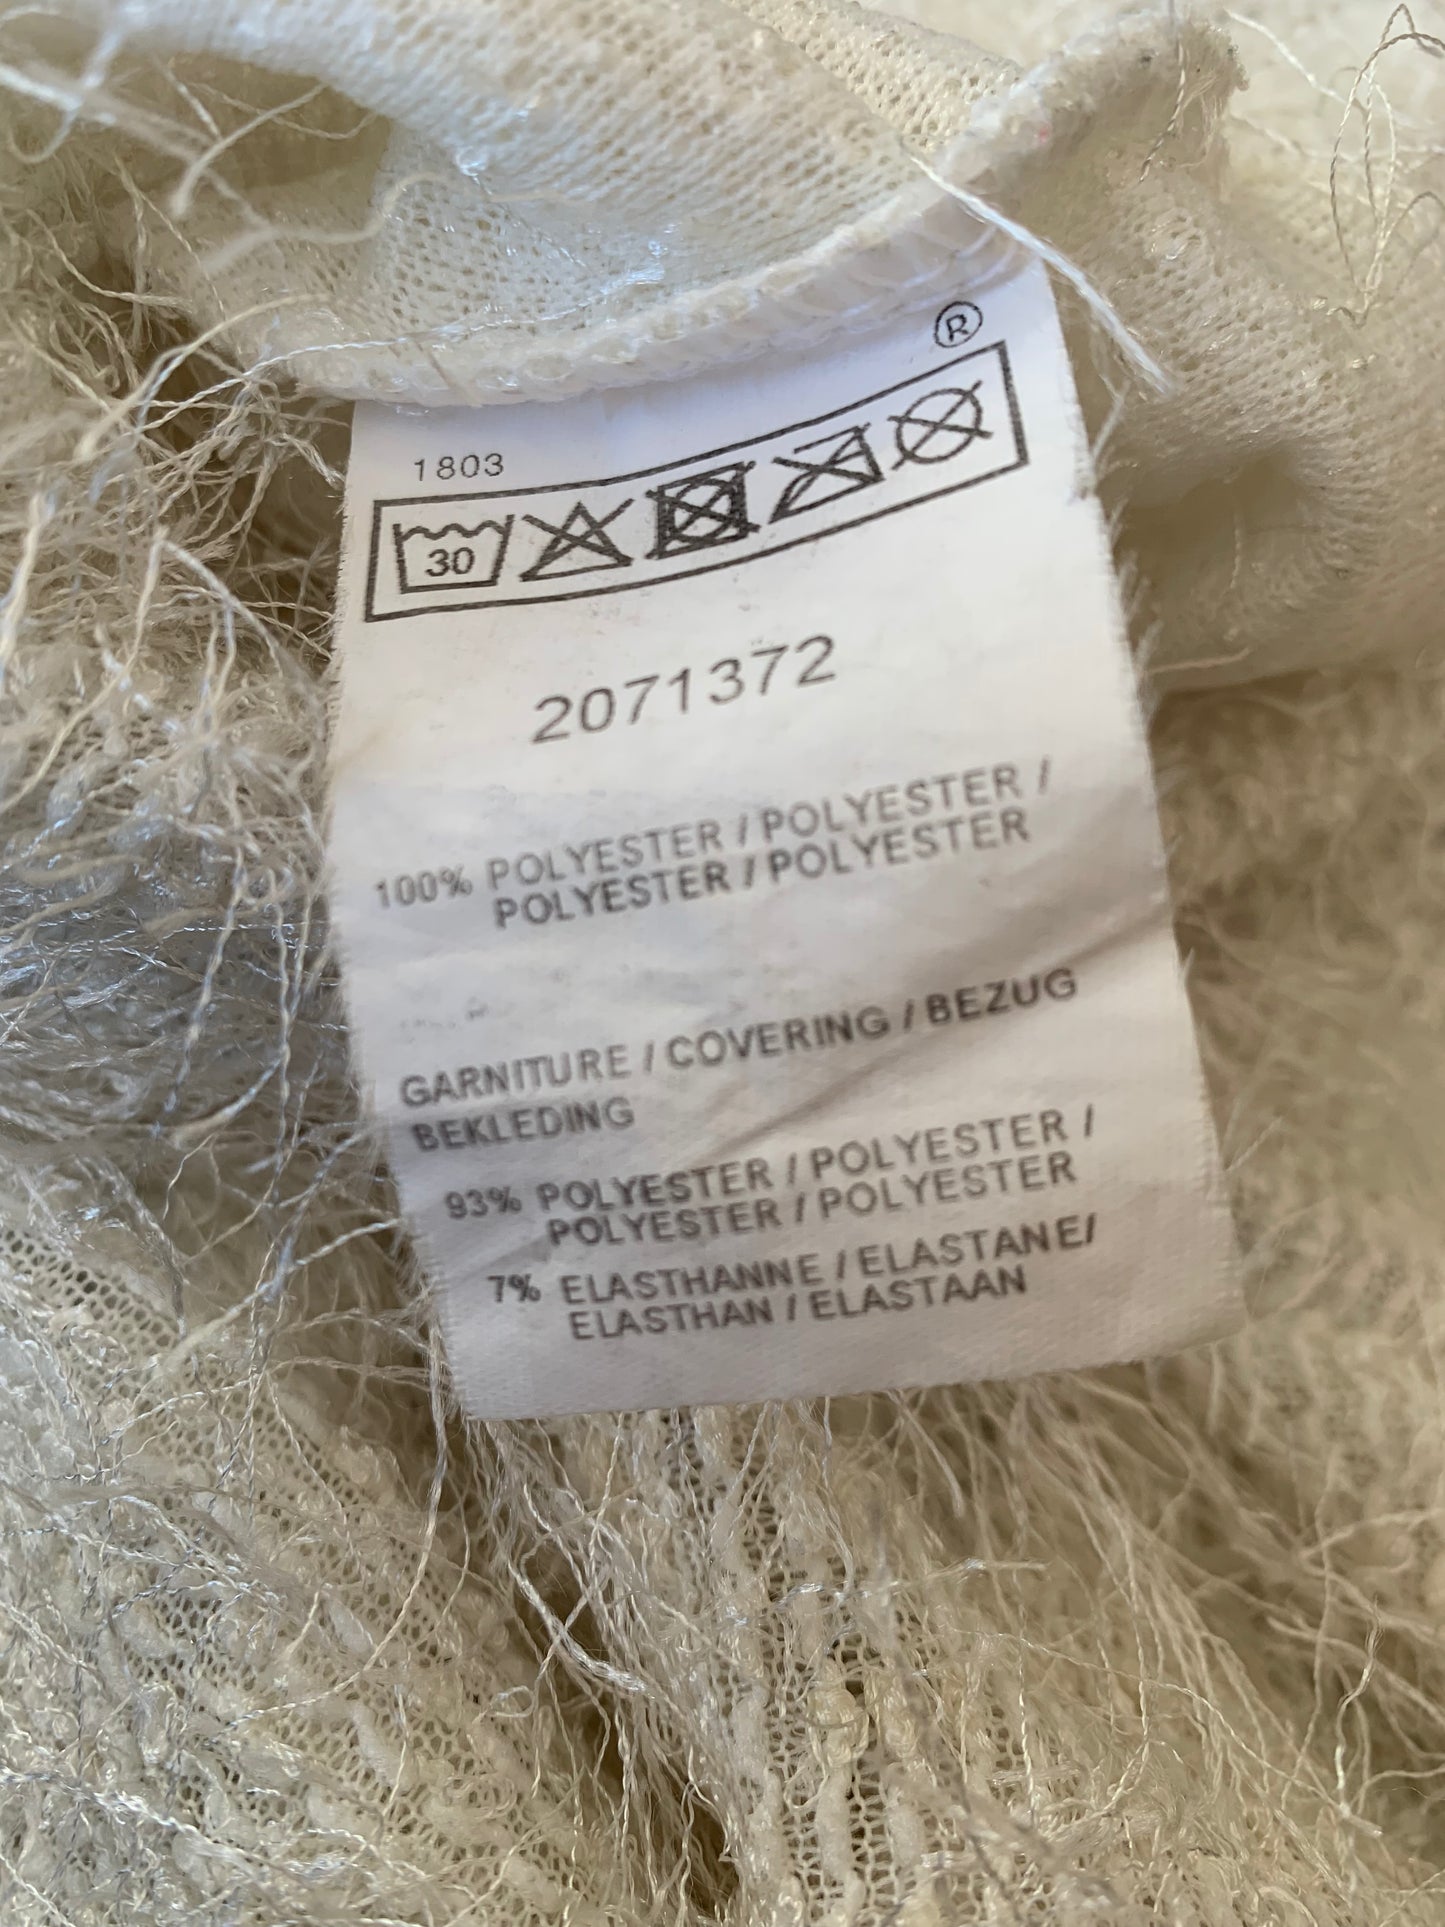 ®
1803
30
2071372
100% POLYESTER / POLYESTER /
POLYESTER / POLYESTER
GARNITURE / COVERING / BEZUG
BEKLEDING
93% POLYESTER / POLYESTER /
POLYESTER / POLYESTER
7% ELASTHANNE / ELASTANE/
ELASTHAN / ELASTAAN